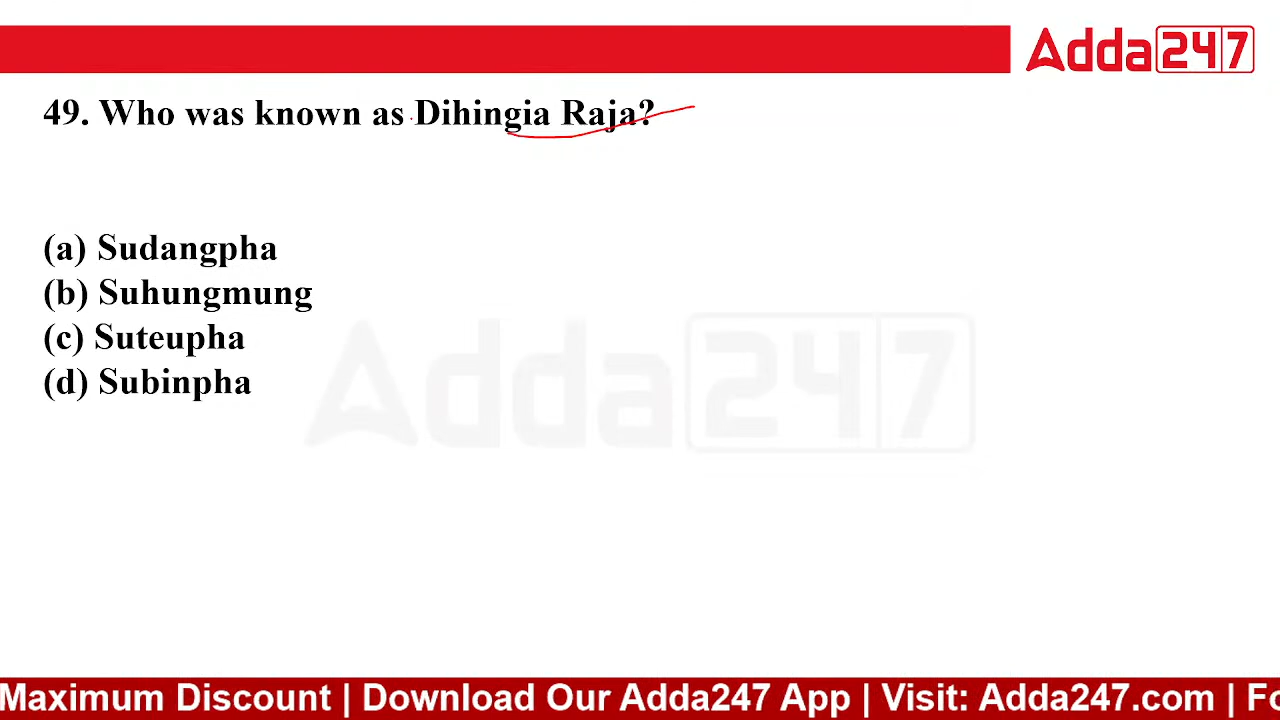 Adda247
49. Who was known as Dihingia Raja?
(a) Sudangpha
(b) Suhungmung
(c) Suteupha
(d) Subinpha
Adda247
Maximum Discount | Download Our Adda247 App | Visit: Adda247.com | Fo